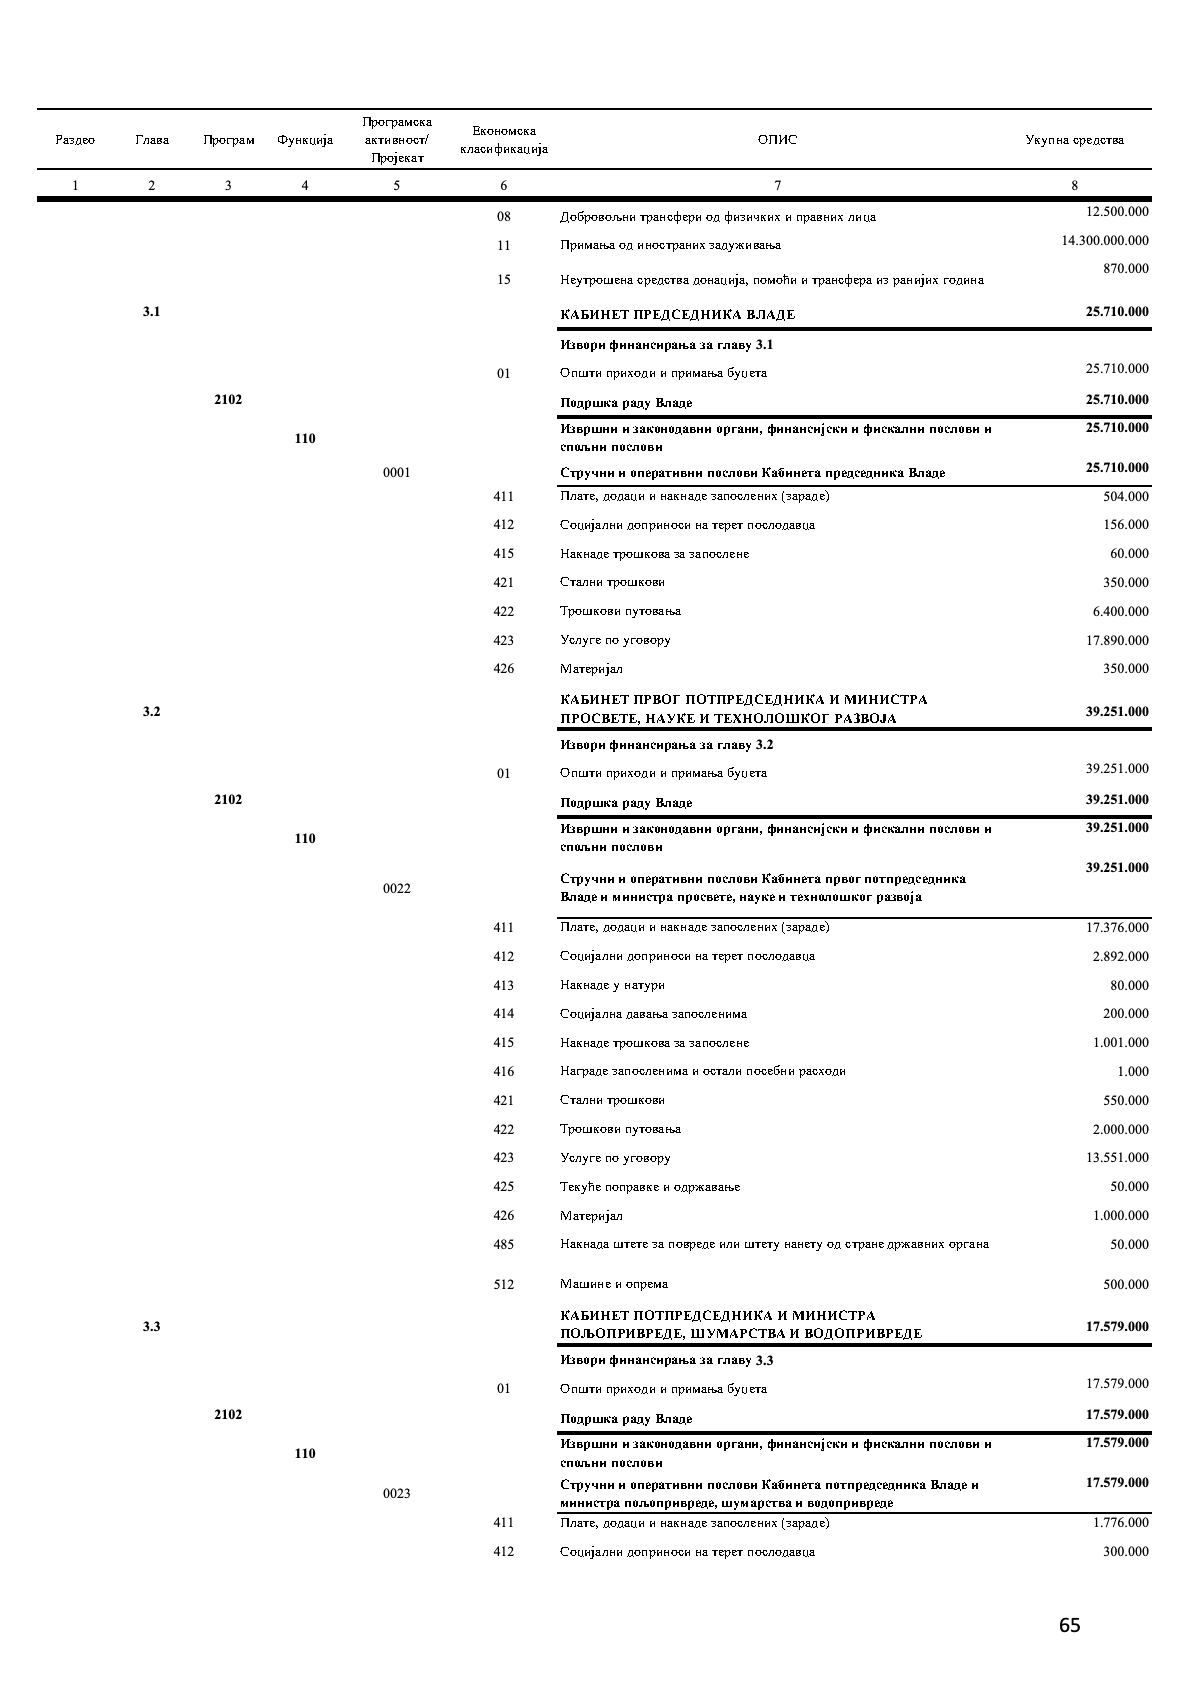 Раздео Глава Програм Функција Програмска активност/ Пројекат Економска класификација ОПИС Укупна средства
1 2 3 4 5 6 7 8
08 Добровољни трансфери од физичких и правних лица 12.500.000
11 Примања од иностраних задуживања 14.300.000.000
15 Неутрошена средства донација, помоћи и трансфера из ранијих година 870.000
3.1 КАБИНЕТ ПРЕДСЕДНИКА ВЛАДЕ 25.710.000
Извори финансирања за главу 3.1
01 Општи приходи и примања буџета 25.710.000
2102 Подршка раду Владе 25.710.000
110 Извршни и законодавни органи, финансијски и фискални послови и 25.710.000
спољни послови
0001 Стручни и оперативни послови Кабинета председника Владе 25.710.000
411 Плате, додаци и накнаде запослених (зараде) 504.000
412 Социјални доприноси на терет послодавца 156.000
415 Накнаде трошкова за запослене 60.000
421 Стални трошкови 350.000
422 Трошкови путовања 6.400.000
423 Услуге по уговору 17.890.000
426 Материјал 350.000
КАБИНЕТ ПРВОГ ПОТПРЕДСЕДНИКА И МИНИСТРА
3.2 ПРОСВЕТЕ, НАУКЕ И ТЕХНОЛОШКОГ РАЗВОЈА 39.251.000
Извори финансирања за главу 3.2
01 Општи приходи и примања буџета 39.251.000
2102 Подршка раду Владе 39.251.000
110 Извршни и законодавни органи, финансијски и фискални послови и 39.251.000
спољни послови
0022 Стручни и оперативни послови Кабинета првог потпредседника 39.251.000
Владе и министра просвете, науке и технолошког развоја
411 Плате, додаци и накнаде запослених (зараде) 17.376.000
412 Социјални доприноси на терет послодавца 2.892.000
413 Накнаде у натури 80.000
414 Социјална давања запосленима 200.000
415 Накнаде трошкова за запослене 1.001.000
416 Награде запосленима и остали посебни расходи 1.000
421 Стални трошкови 550.000
422 Трошкови путовања 2.000.000
423 Услуге по уговору 13.551.000
425 Текуће поправке и одржавање 50.000
426 Материјал 1.000.000
485 Накнада штете за повреде или штету нанету од стране државних органа 50.000
512 Машине и опрема 500.000
КАБИНЕТ ПОТПРЕДСЕДНИКА И МИНИСТРА
3.3 ПОЉОПРИВРЕДЕ, ШУМАРСТВА И ВОДОПРИВРЕДЕ 17.579.000
Извори финансирања за главу 3.3
01 Општи приходи и примања буџета 17.579.000
2102 Подршка раду Владе 17.579.000
110 Извршни и законодавни органи, финансијски и фискални послови и 17.579.000
спољни послови
0023 Стручни и оперативни послови Кабинета потпредседника Владе и 17.579.000
министра пољопривреде, шумарства и водопривреде
411 Плате, додаци и накнаде запослених (зараде) 1.776.000
412 Социјални доприноси на терет послодавца 300.000
65